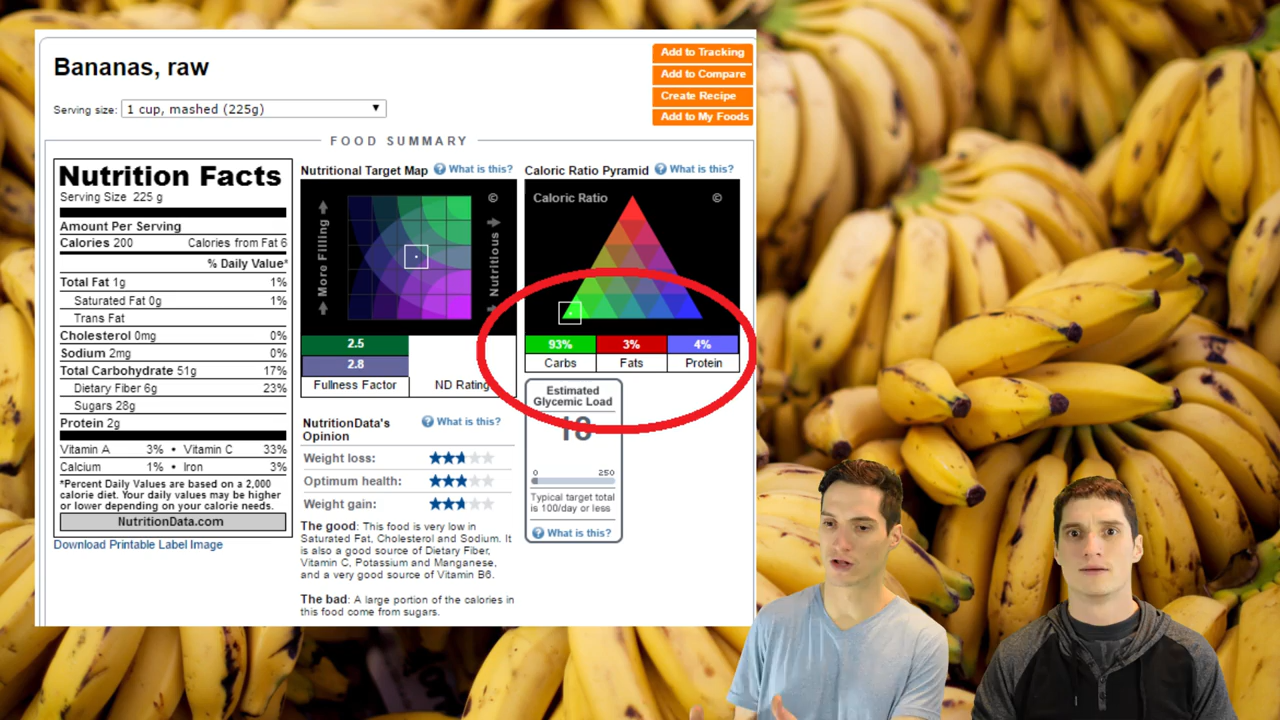 Bananas, raw
Serving size: 1 cup, mashed (225g)
Add to Tracking
Add to Compare
Create Recipe
Add to My Foods
FOOD SUMMARY
Nutrition Facts
Serving Size 225 g
Amount Per Serving
Calories 200 Calories from Fat 6
% Daily Value*
Total Fat 1g 1%
Saturated Fat 0g 1%
Trans Fat
Cholesterol 0mg 0%
Sodium 2mg 0%
Total Carbohydrate 51g 17%
Dietary Fiber 6g 23%
Sugars 28g
Protein 2g
Vitamin A 3% • Vitamin C 33%
Calcium 1% • Iron 3%
*Percent Daily Values are based on a 2,000
calorie diet. Your daily values may be higher
or lower depending on your calorie needs.
NutritionData.com
Download Printable Label Image
Nutritional Target Map ? What is this?
©
More Filling
Nutritious
2.5
2.8
Fullness Factor ND Rating
NutritionData's
Opinion
? What is this?
Weight loss:
Optimum health:
Weight gain:
The good: This food is very low in
Saturated Fat, Cholesterol and Sodium. It
is also a good source of Dietary Fiber,
Vitamin C, Potassium and Manganese,
and a very good source of Vitamin B6.
The bad: A large portion of the calories in
this food come from sugars.
Caloric Ratio Pyramid ? What is this?
Caloric Ratio ©
93% 3% 4%
Carbs Fats Protein
Estimated
Glycemic Load
0 250
Typical target total
is 100/day or less
? What is this?